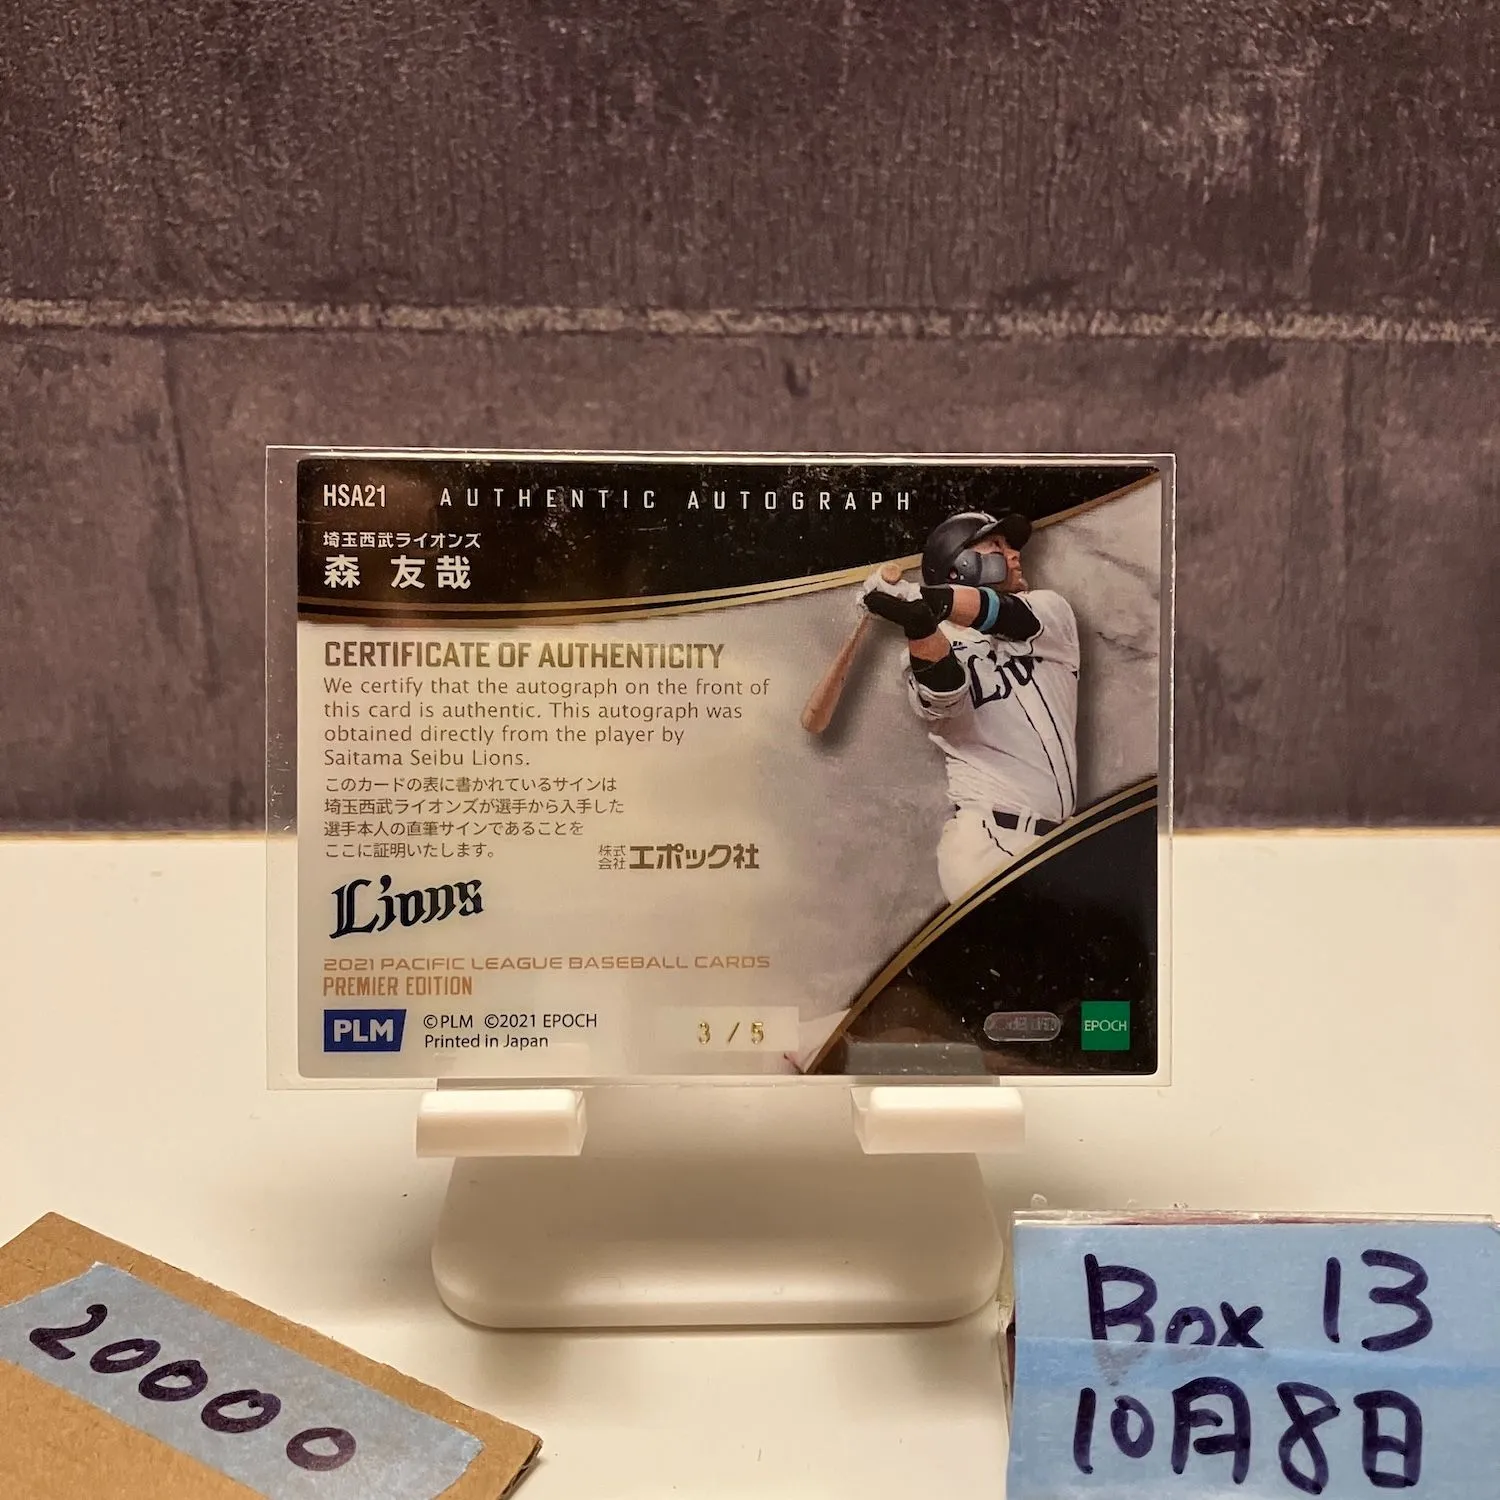 HSA21 AUTHENTIC AUTOGRAPH
埼玉西武ライオンズ
森 友哉
CERTIFICATE OF AUTHENTICITY
We certify that the autograph on the front of
this card is authentic. This autograph was
obtained directly from the player by
Saitama Seibu Lions.
このカードの表に書かれているサインは
埼玉西武ライオンズが選手から入手した
選手本人の直筆サインであることを
ここに証明いたします。
株式会社エポック社
Lions
2021 PACIFIC LEAGUE BASEBALL CARDS
PREMIER EDITION
PLM
©PLM ©2021 EPOCH
Printed in Japan
3 / 5
EPOCH
20000
Box 13
10月8日